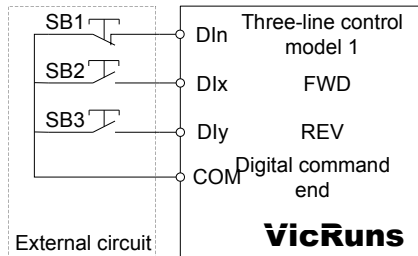 SB1 DIn Three-line control
model 1
SB2 DIx FWD
SB3 DIy REV
COM Digital command
end
External circuit VicRuns